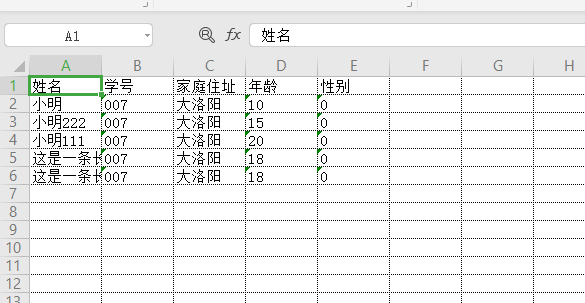 A1 fx 姓名
A B C D E F G H
1 姓名 学号 家庭住址 年龄 性别
2 小明 007 大洛阳 10 0
3 小明222 007 大洛阳 15 0
4 小明111 007 大洛阳 20 0
5 这是一条长 007 大洛阳 18 0
6 这是一条长 007 大洛阳 18 0
7
8
9
10
11
12
13